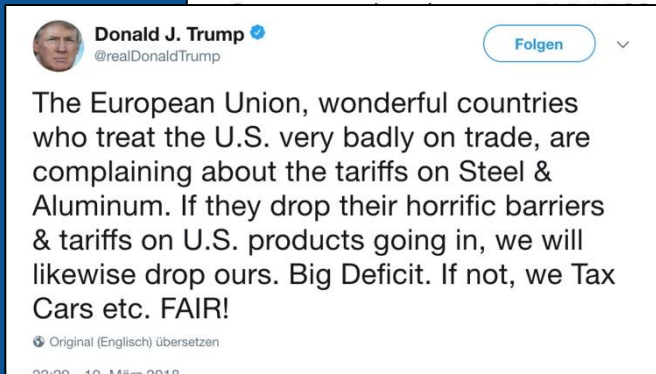 Donald J. Trump
@realDonaldTrump
Folgen
The European Union, wonderful countries
who treat the U.S. very badly on trade, are
complaining about the tariffs on Steel &
Aluminum. If they drop their horrific barriers
& tariffs on U.S. products going in, we will
likewise drop ours. Big Deficit. If not, we Tax
Cars etc. FAIR!
Original (Englisch) übersetzen